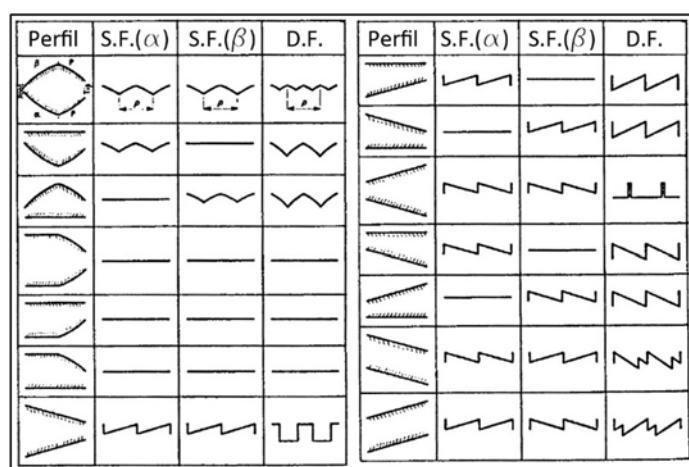 Perfil S.F.(α) S.F.(β) D.F.
β P
α P
ρ ρ ρ
Perfil S.F.(α) S.F.(β) D.F.